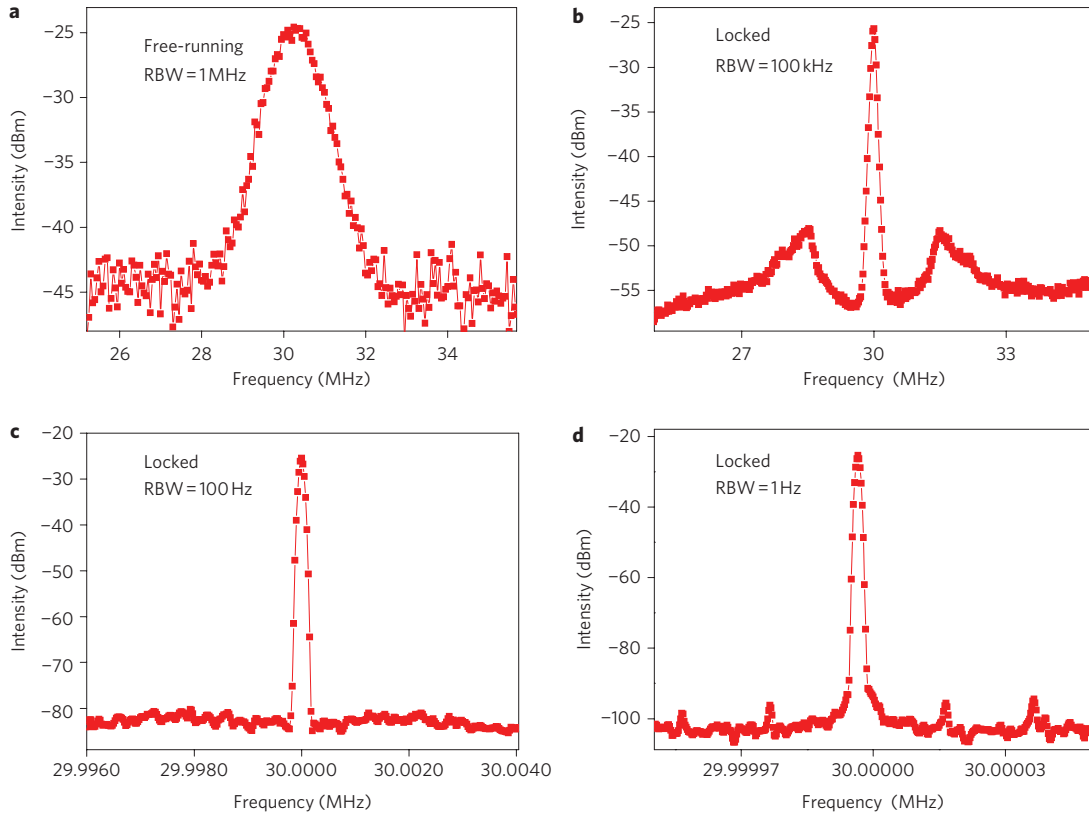 a
Free-running
RBW = 1 MHz
−25
−30
−35
−40
−45
Intensity (dBm)
26 28 30 32 34
Frequency (MHz)
b
Locked
RBW = 100 kHz
−25
−30
−35
−40
−45
−50
−55
Intensity (dBm)
27 30 33
Frequency (MHz)
c
Locked
RBW = 100 Hz
−20
−30
−40
−50
−60
−70
−80
Intensity (dBm)
29.9960 29.9980 30.0000 30.0020 30.0040
Frequency (MHz)
d
Locked
RBW = 1 Hz
−20
−40
−60
−80
−100
Intensity (dBm)
29.99997 30.00000 30.00003
Frequency (MHz)